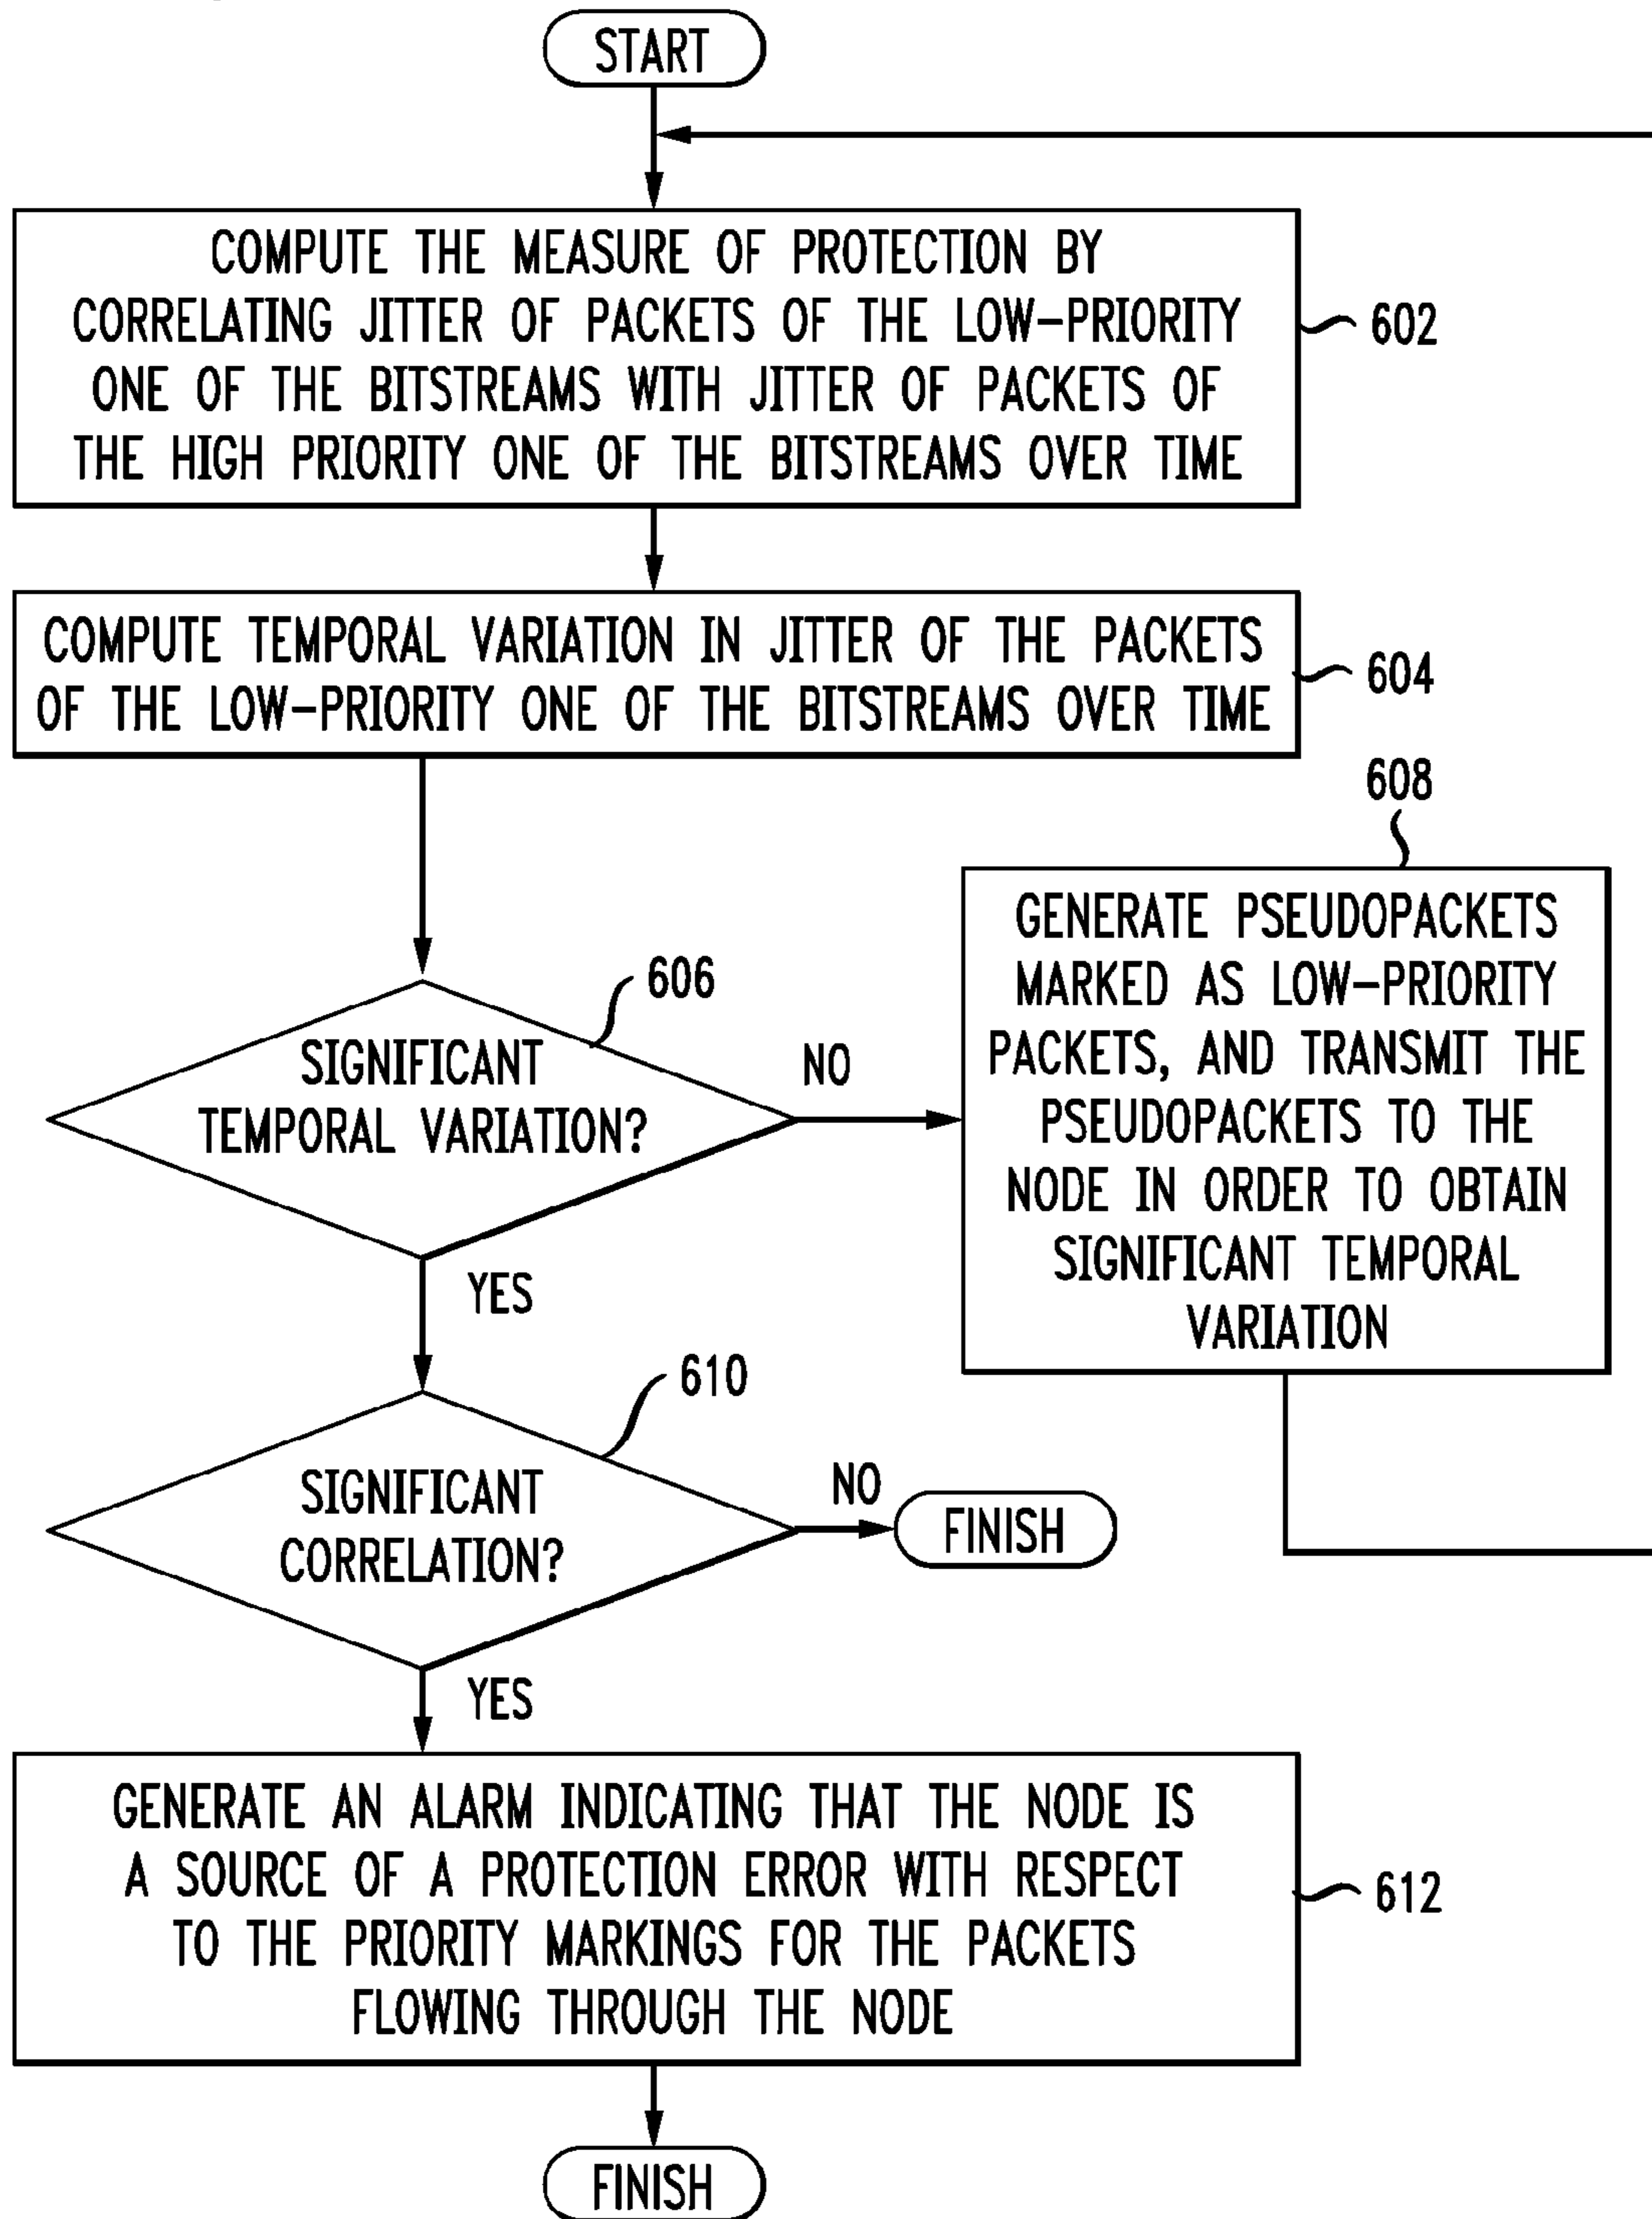 START
COMPUTE THE MEASURE OF PROTECTION BY
CORRELATING JITTER OF PACKETS OF THE LOW-PRIORITY
ONE OF THE BITSTREAMS WITH JITTER OF PACKETS OF
THE HIGH PRIORITY ONE OF THE BITSTREAMS OVER TIME
602
COMPUTE TEMPORAL VARIATION IN JITTER OF THE PACKETS
OF THE LOW-PRIORITY ONE OF THE BITSTREAMS OVER TIME
604
606
SIGNIFICANT
TEMPORAL VARIATION?
NO
YES
608
GENERATE PSEUDOPACKETS
MARKED AS LOW-PRIORITY
PACKETS, AND TRANSMIT THE
PSEUDOPACKETS TO THE
NODE IN ORDER TO OBTAIN
SIGNIFICANT TEMPORAL
VARIATION
610
SIGNIFICANT
CORRELATION?
NO
FINISH
YES
GENERATE AN ALARM INDICATING THAT THE NODE IS
A SOURCE OF A PROTECTION ERROR WITH RESPECT
TO THE PRIORITY MARKINGS FOR THE PACKETS
FLOWING THROUGH THE NODE
612
FINISH